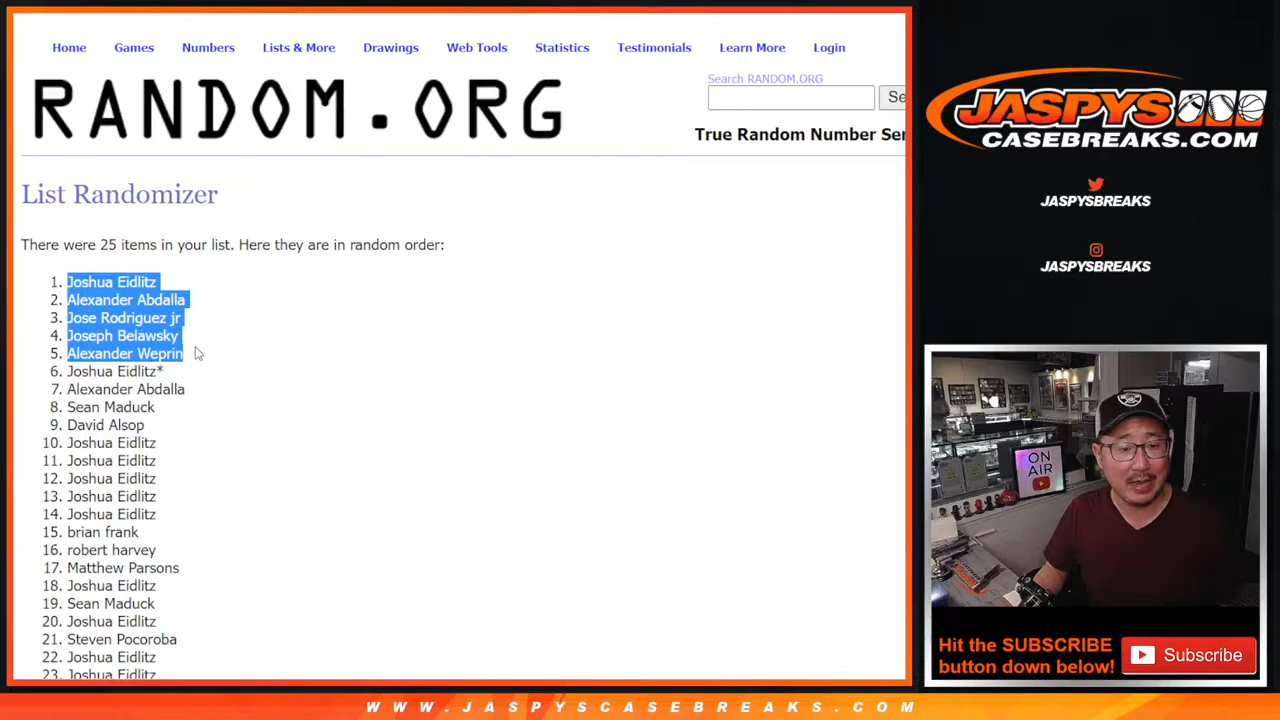 Home Games Numbers Lists & More Drawings Web Tools Statistics Testimonials Learn More Login
Search RANDOM.ORG
RANDOM.ORG
Se
True Random Number Ser
List Randomizer
There were 25 items in your list. Here they are in random order:
1. Joshua Eidlitz
2. Alexander Abdalla
3. Jose Rodriguez jr
4. Joseph Belawsky
5. Alexander Weprin
6. Joshua Eidlitz*
7. Alexander Abdalla
8. Sean Maduck
9. David Alsop
10. Joshua Eidlitz
11. Joshua Eidlitz
12. Joshua Eidlitz
13. Joshua Eidlitz
14. Joshua Eidlitz
15. brian frank
16. robert harvey
17. Matthew Parsons
18. Joshua Eidlitz
19. Sean Maduck
20. Joshua Eidlitz
21. Steven Pocoroba
22. Joshua Eidlitz
23. Joshua Eidlitz
JASPYS
CASEBREAKS.COM
JASPYSBREAKS
JASPYSBREAKS
ON
AIR
Hit the SUBSCRIBE
button down below!
Subscribe
WWW.JASPYSCASEBREAKS.COM